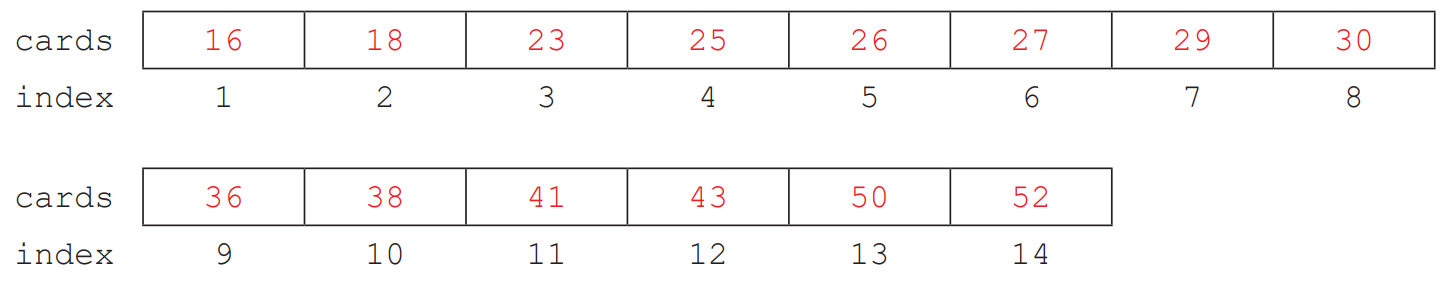 cards 16 18 23 25 26 27 29 30
index 1 2 3 4 5 6 7 8
cards 36 38 41 43 50 52
index 9 10 11 12 13 14